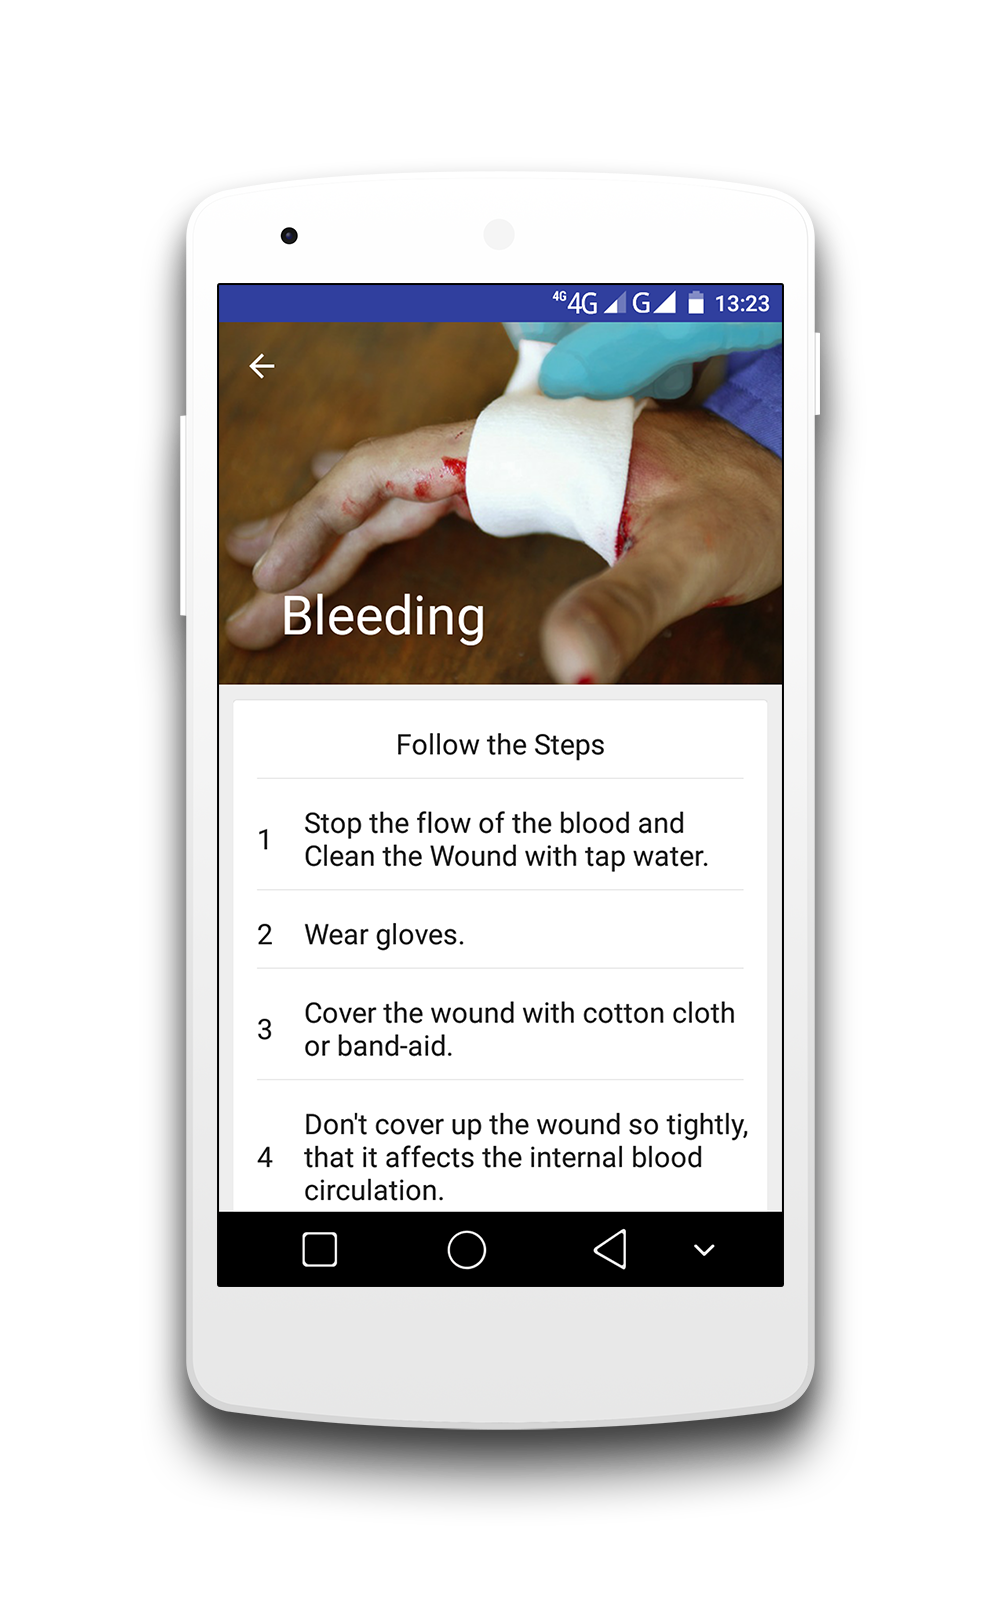 4G 4G G 13:23
Bleeding
Follow the Steps
1 Stop the flow of the blood and
Clean the Wound with tap water.
2 Wear gloves.
3 Cover the wound with cotton cloth
or band-aid.
4 Don't cover up the wound so tightly,
that it affects the internal blood
circulation.